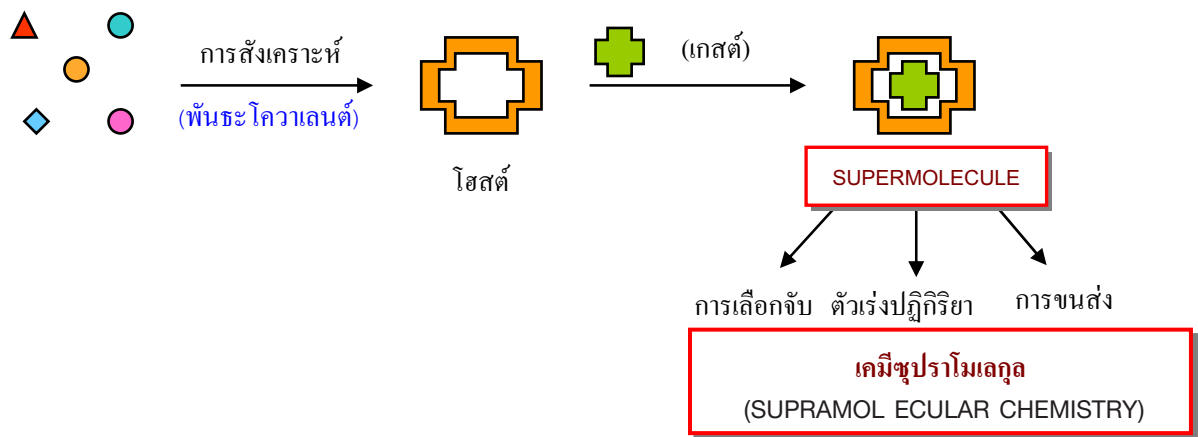 การสังเคราะห์
(พันธะโควาเลนต์)
โฮสต์
(เกสต์)
SUPERMOLECULE
การเลือกจับ
ตัวเร่งปฏิกิริยา
การขนส่ง
เคมีซุปราโมเลกุล
(SUPRAMOL ECULAR CHEMISTRY)